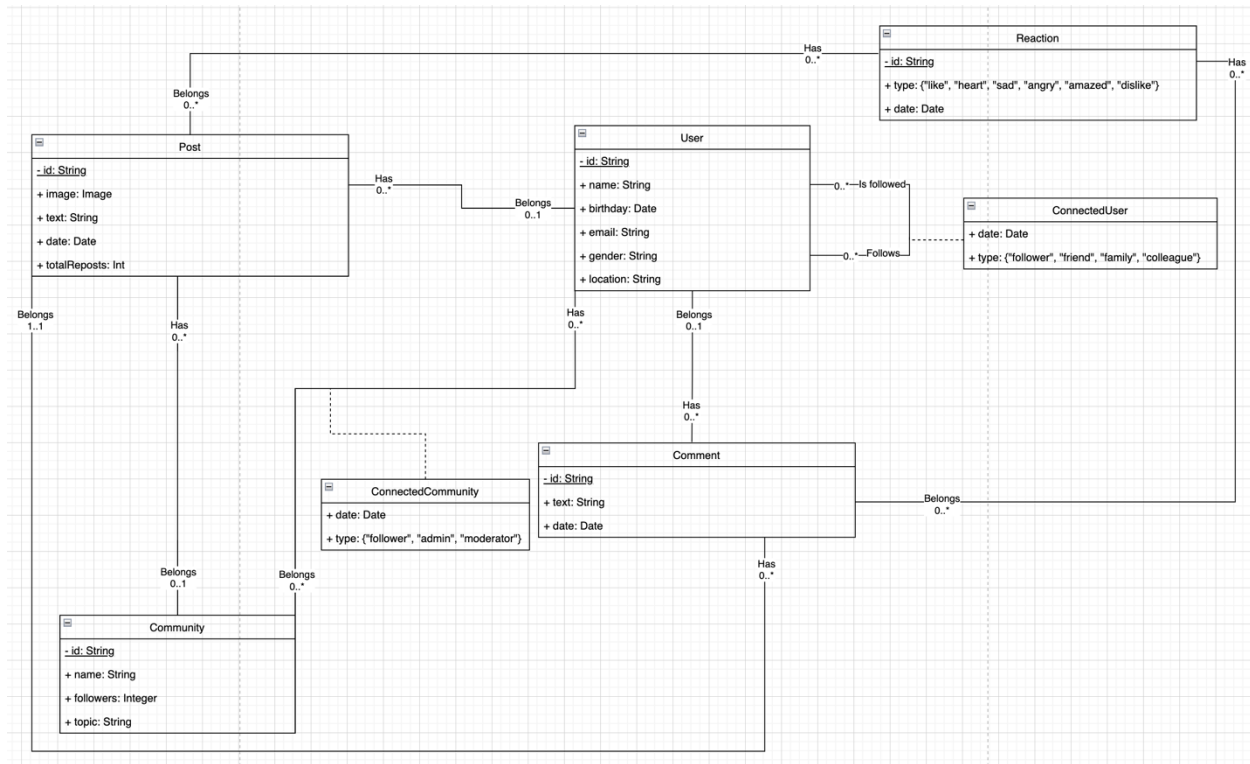 Reaction
- id: String
+ type: {"like", "heart", "sad", "angry", "amazed", "dislike"}
+ date: Date
Has
0..*
Has
0..*
Belongs
0..*
Post
- id: String
+ image: Image
+ text: String
+ date: Date
+ totalReposts: Int
Has
0..*
Belongs
0..1
User
- id: String
+ name: String
+ birthday: Date
+ email: String
+ gender: String
+ location: String
0..*
Is followed
0..*
Follows
ConnectedUser
+ date: Date
+ type: {"follower", "friend", "family", "colleague"}
Belongs
1..1
Has
0..*
Has
0..*
Belongs
0..1
Has
0..*
Comment
- id: String
+ text: String
+ date: Date
Belongs
0..*
ConnectedCommunity
+ date: Date
+ type: {"follower", "admin", "moderator"}
Belongs
0..1
Belongs
0..*
Has
0..*
Community
- id: String
+ name: String
+ followers: Integer
+ topic: String